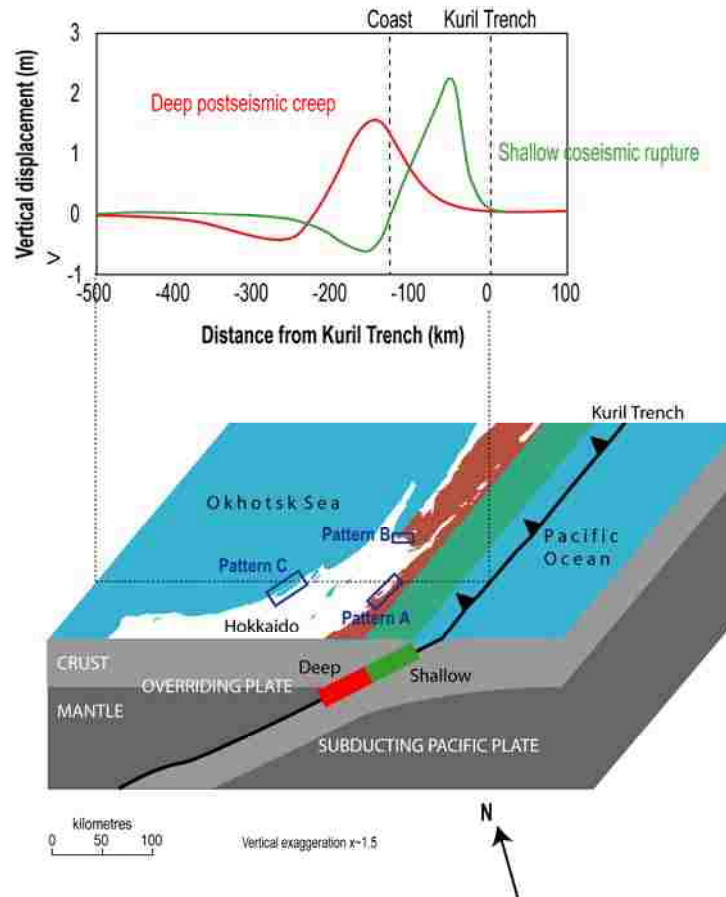 Coast
Kuril Trench
3
2
1
0
-1
Vertical displacement (m)
V
Deep postseismic creep
Shallow coseismic rupture
-500
-400
-300
-200
-100
0
100
Distance from Kuril Trench (km)
Kuril Trench
Okhotsk Sea
Pattern B
Pacific
Ocean
Pattern C
Pattern A
Hokkaido
CRUST
Deep
Shallow
OVERRIDING PLATE
MANTLE
SUBDUCTING PACIFIC PLATE
N
kilometres
0 50 100
Vertical exaggeration x~1.5